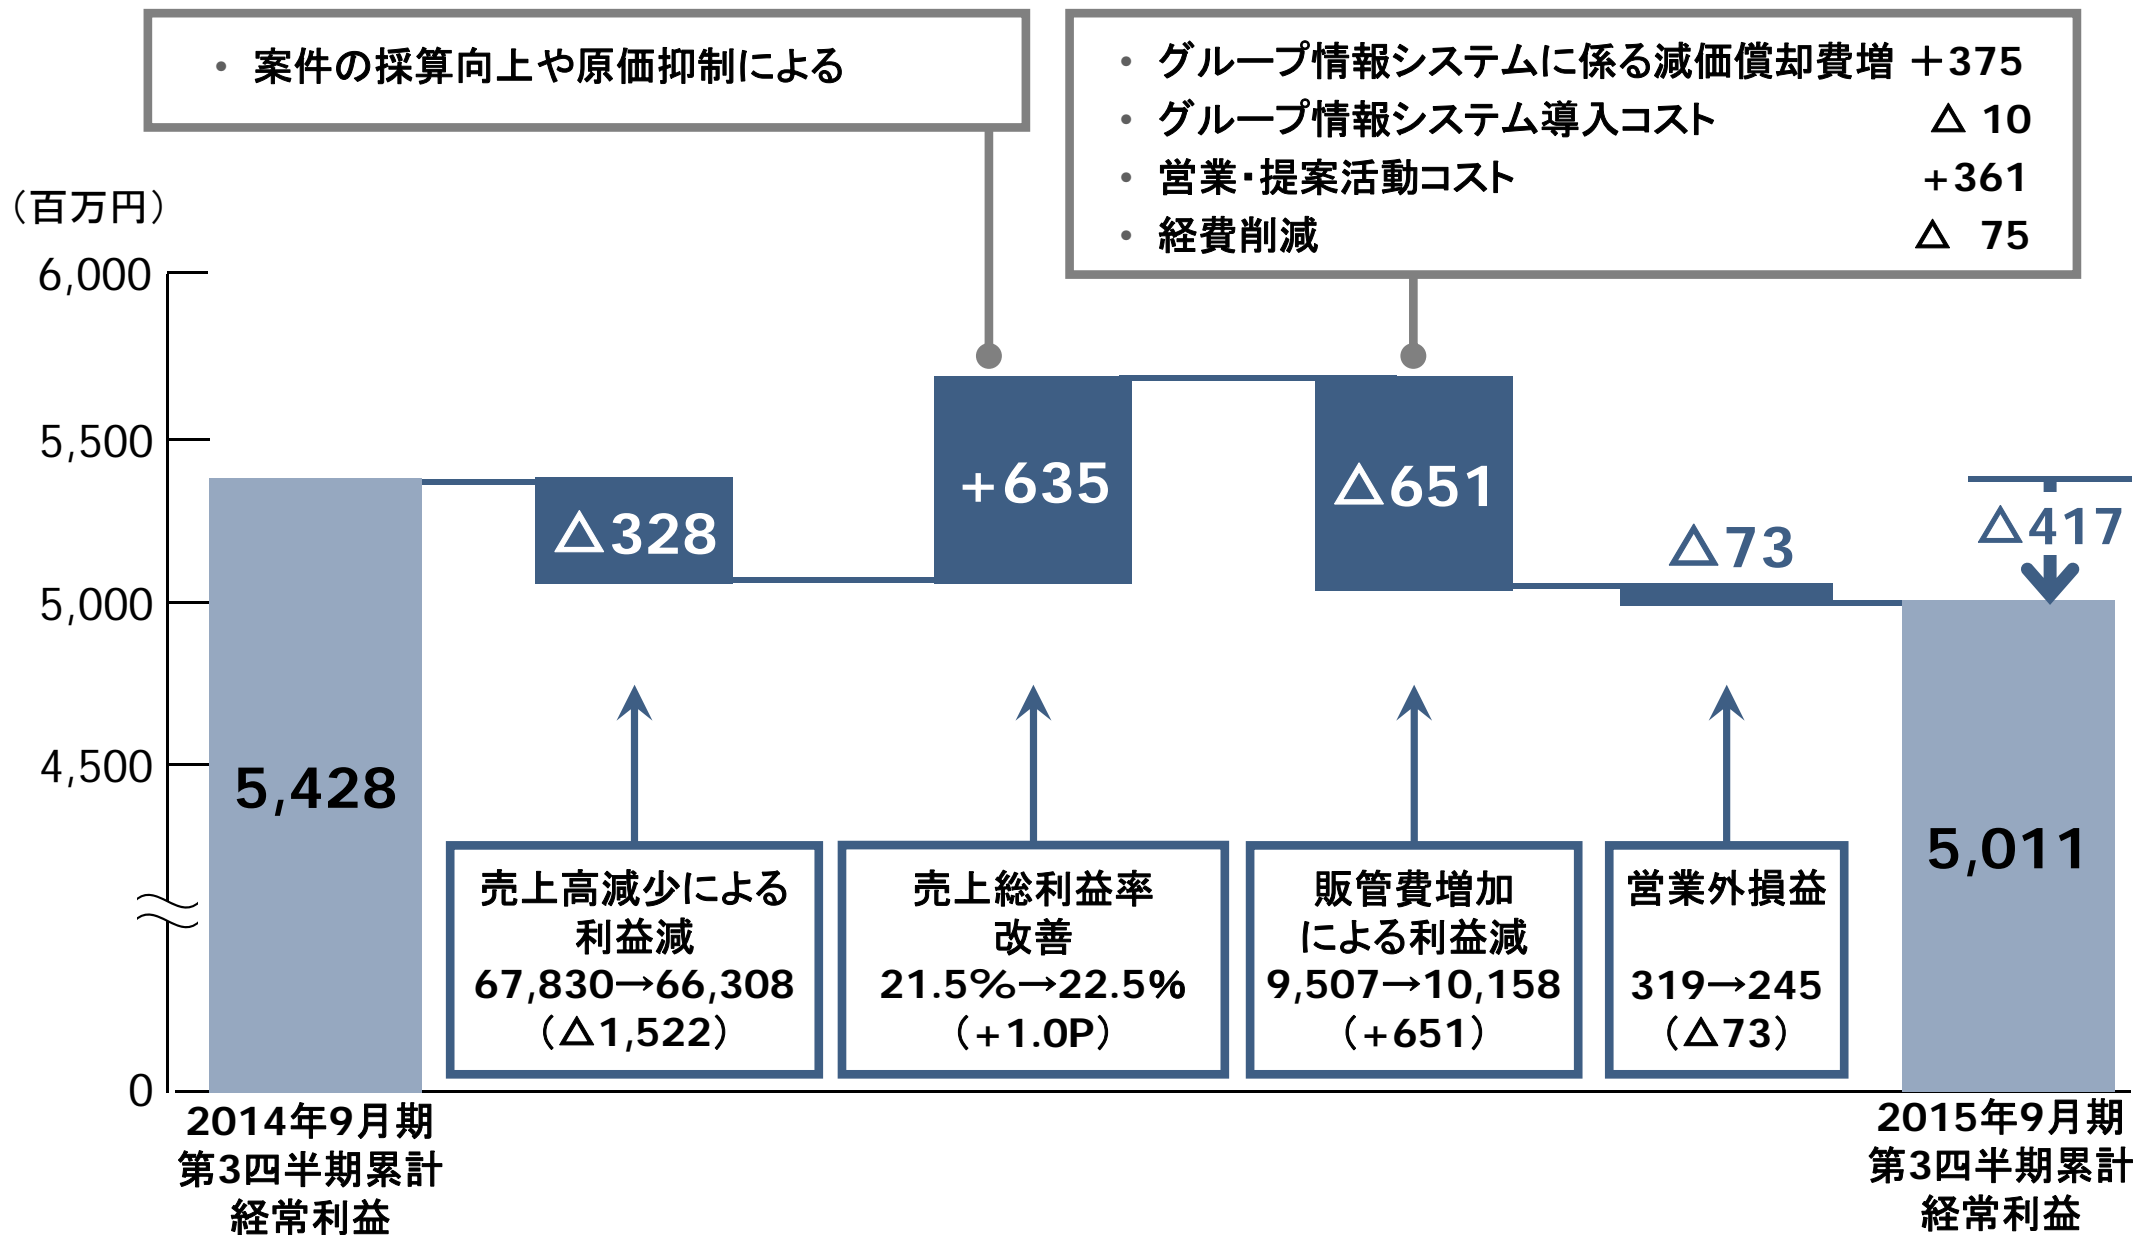 ・ 案件の採算向上や原価抑制による
・ グループ情報システムに係る減価償却費増 +375
・ グループ情報システム導入コスト △ 10
・ 営業・提案活動コスト +361
・ 経費削減 △ 75
（百万円）
6,000
5,500
5,000
4,500
0
5,428
△328
+635
△651
△73
△417
5,011
売上高減少による
利益減
67,830→66,308
（△1,522）
売上総利益率
改善
21.5%→22.5%
（+1.0P）
販管費増加
による利益減
9,507→10,158
（+651）
営業外損益
319→245
（△73）
2014年9月期
第3四半期累計
経常利益
2015年9月期
第3四半期累計
経常利益